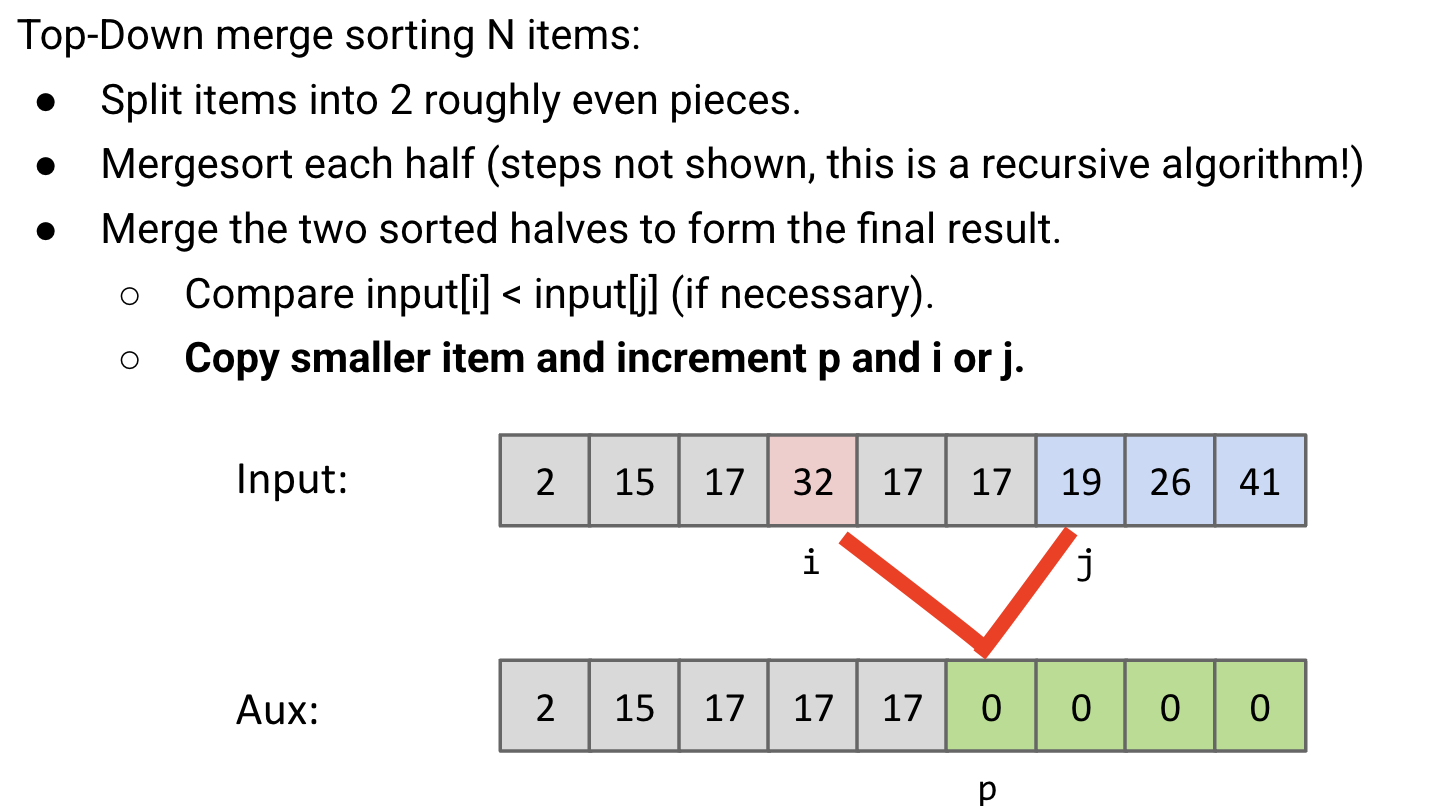 Top-Down merge sorting N items:
● Split items into 2 roughly even pieces.
● Mergesort each half (steps not shown, this is a recursive algorithm!)
● Merge the two sorted halves to form the final result.
○ Compare input[i] < input[j] (if necessary).
○ Copy smaller item and increment p and i or j.
Input: 2 15 17 32 17 17 19 26 41
i j
Aux: 2 15 17 17 17 0 0 0 0
p